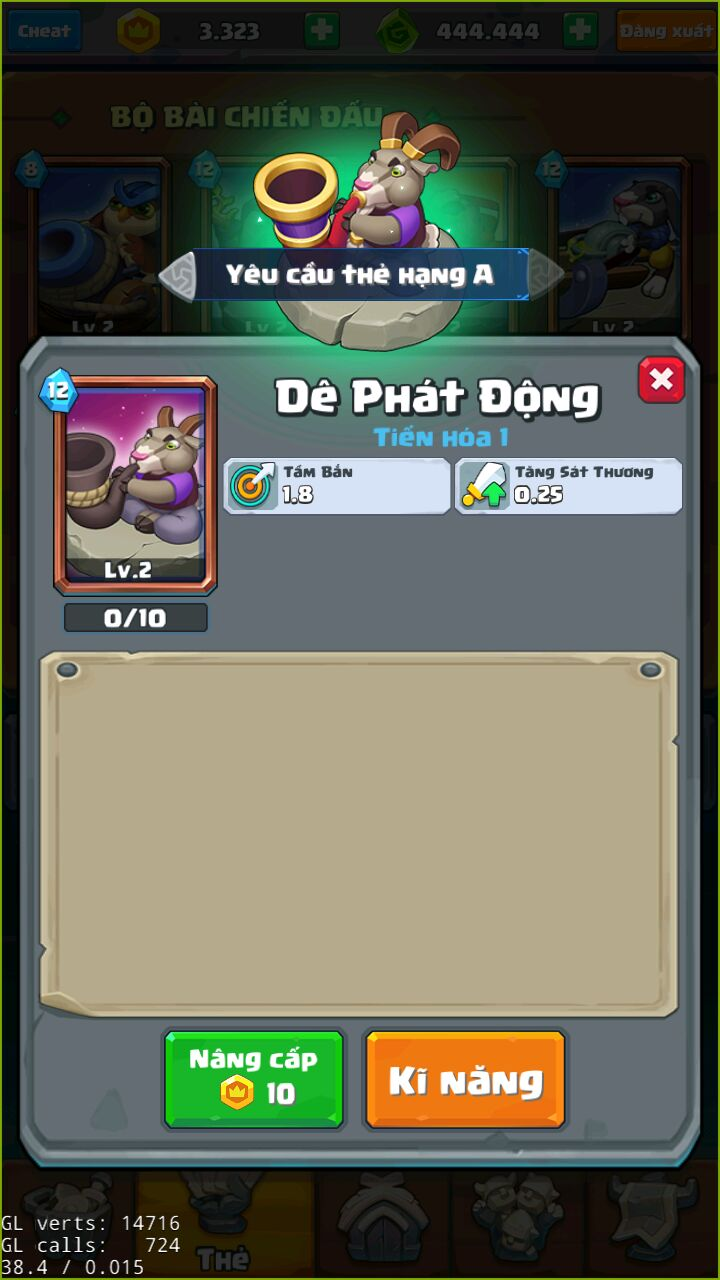 Cheat
3.323
444.444
Đăng xuất
BỘ BÀI CHIẾN ĐẤU
8
12
12
Yêu cầu thẻ hạng A
Lv.2
Lv.2
12
Dê Phát Động
Tiến Hóa 1
Tầm Bắn
1.8
Tăng Sát Thương
0.25
Lv.2
0/10
Nâng cấp
10
Kĩ năng
Thẻ
GL verts: 14716
GL calls: 724
38.4 / 0.015